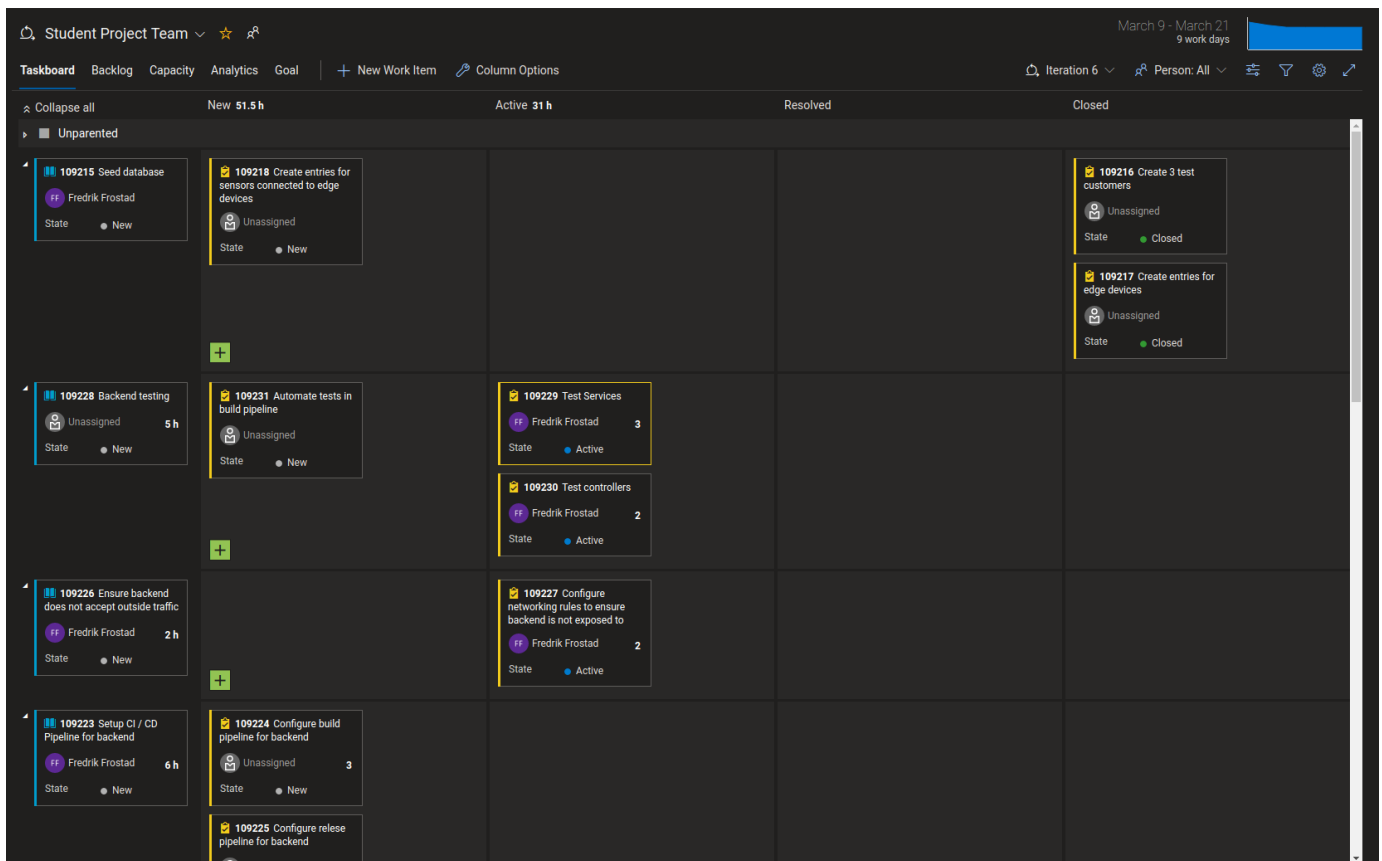 Student Project Team
March 9 - March 21
9 work days
Taskboard Backlog Capacity Analytics Goal New Work Item Column Options
Iteration 6 Person: All
Collapse all New 51.5 h Active 31 h Resolved Closed
Unparented
109215 Seed database
FF Fredrik Frostad
State New
109218 Create entries for
sensors connected to edge
devices
Unassigned
State New
109216 Create 3 test
customers
Unassigned
State Closed
109217 Create entries for
edge devices
Unassigned
State Closed
109228 Backend testing
Unassigned 5 h
State New
109231 Automate tests in
build pipeline
Unassigned
State New
109229 Test Services
FF Fredrik Frostad 3
State Active
109230 Test controllers
FF Fredrik Frostad 2
State Active
109226 Ensure backend
does not accept outside traffic
FF Fredrik Frostad 2 h
State New
109227 Configure
networking rules to ensure
backend is not exposed to
FF Fredrik Frostad 2
State Active
109223 Setup CI / CD
Pipeline for backend
FF Fredrik Frostad 6 h
State New
109224 Configure build
pipeline for backend
Unassigned 3
State New
109225 Configure relese
pipeline for backend